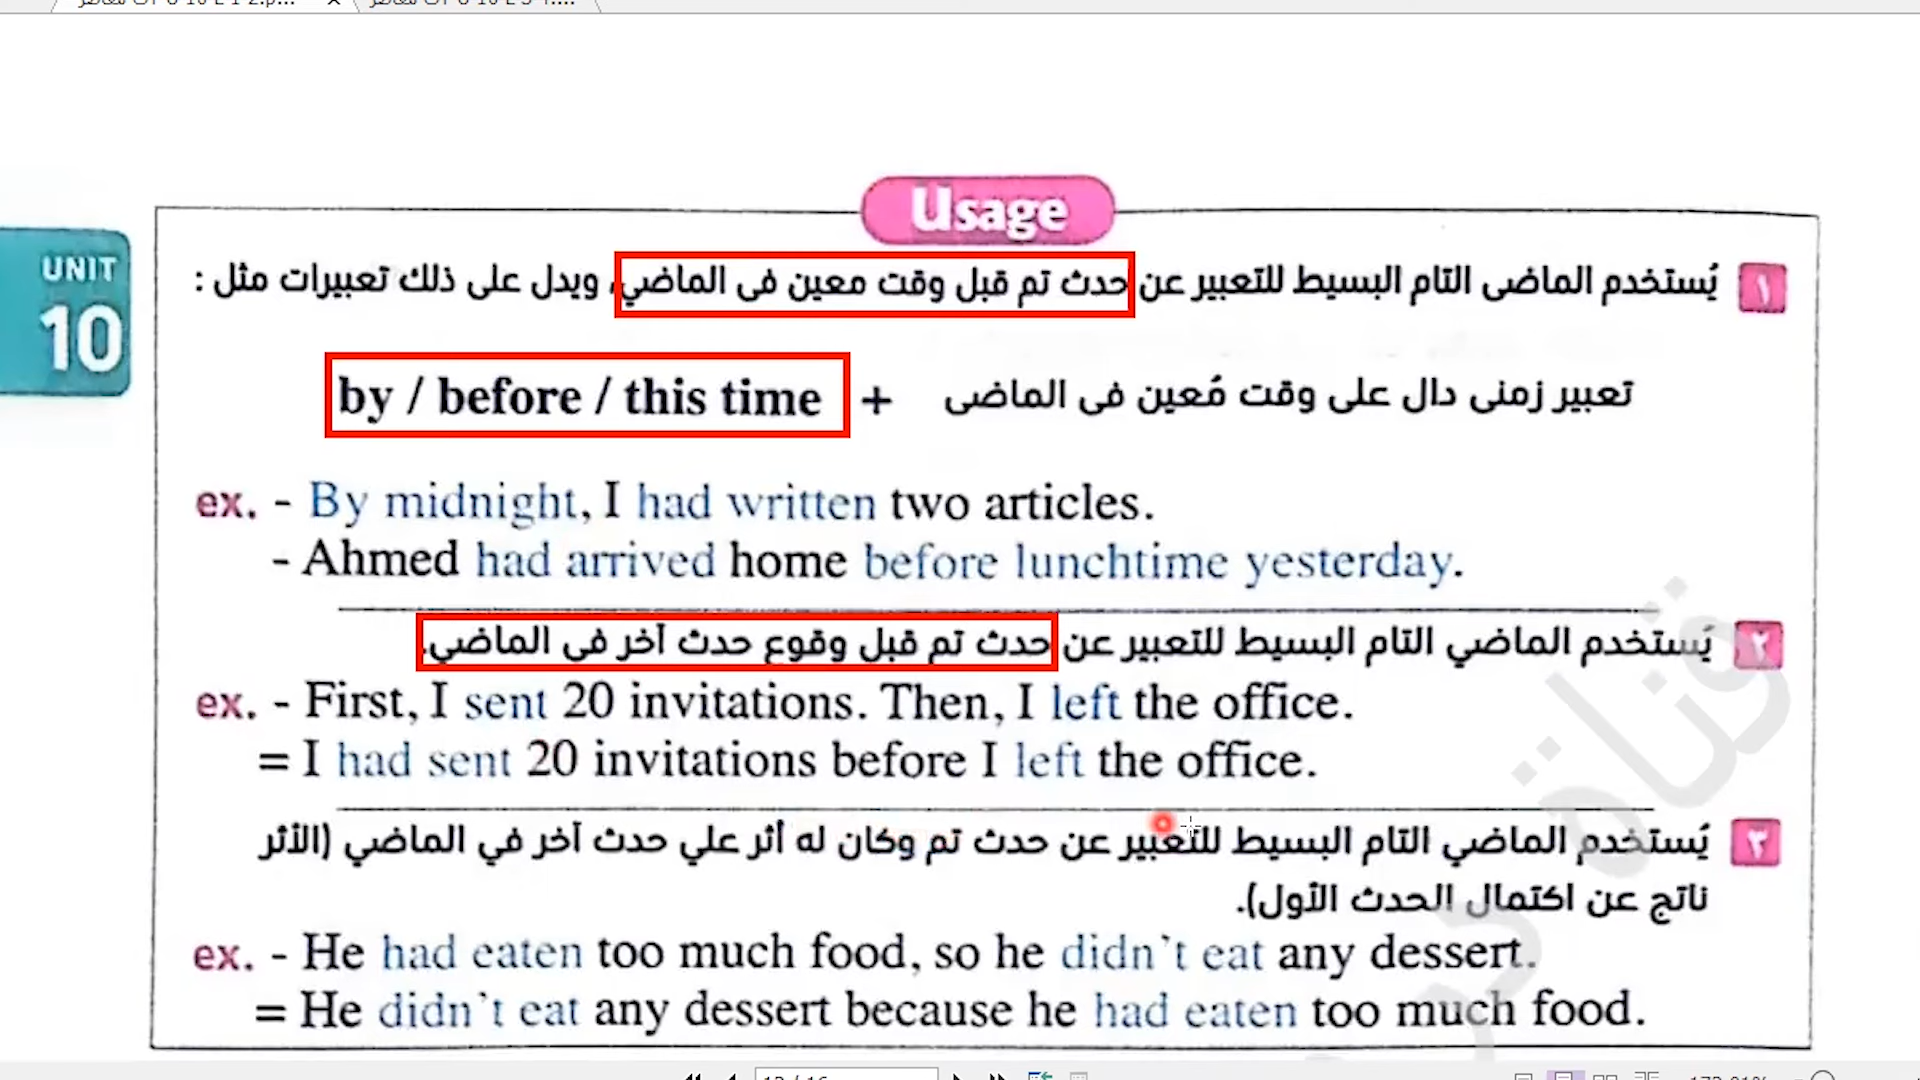 Usage
UNIT
10
١ يُستخدم الماضى التام البسيط للتعبير عن حدث تم قبل وقت معين فى الماضي، ويدل على ذلك تعبيرات مثل :
by / before / this time + تعبير زمنى دال على وقت مُعين فى الماضى
ex. - By midnight, I had written two articles.
- Ahmed had arrived home before lunchtime yesterday.
٢ يُستخدم الماضي التام البسيط للتعبير عن حدث تم قبل وقوع حدث آخر فى الماضي.
ex. - First, I sent 20 invitations. Then, I left the office.
= I had sent 20 invitations before I left the office.
٣ يُستخدم الماضي التام البسيط للتعبير عن حدث تم وكان له أثر علي حدث آخر في الماضي (الأثر
ناتج عن اكتمال الحدث الأول).
ex. - He had eaten too much food, so he didn't eat any dessert.
= He didn't eat any dessert because he had eaten too much food.
قناة